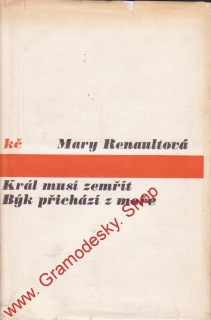 kč Mary Renaultová
Král musí zemřít
Býk přichází z moře
www.Gramodesky.Shop